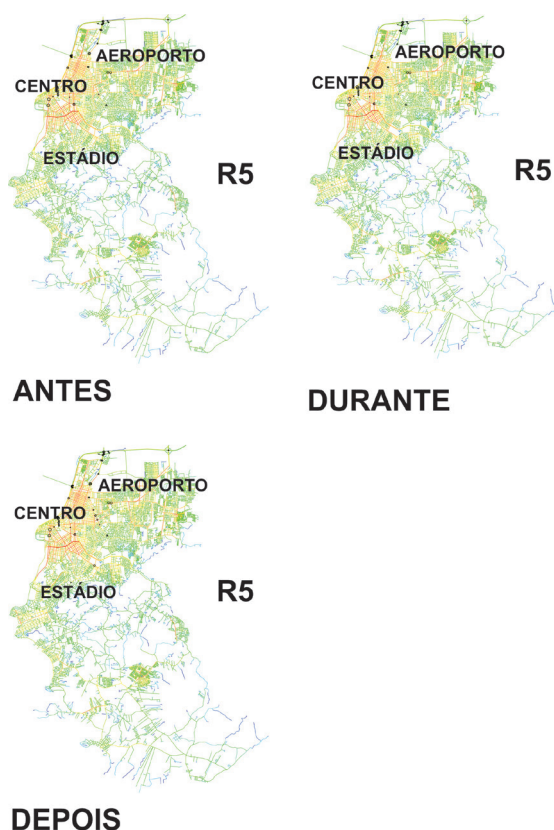 AEROPORTO
CENTRO
ESTÁDIO
R5
ANTES
AEROPORTO
CENTRO
ESTÁDIO
R5
DURANTE
AEROPORTO
CENTRO
ESTÁDIO
R5
DEPOIS